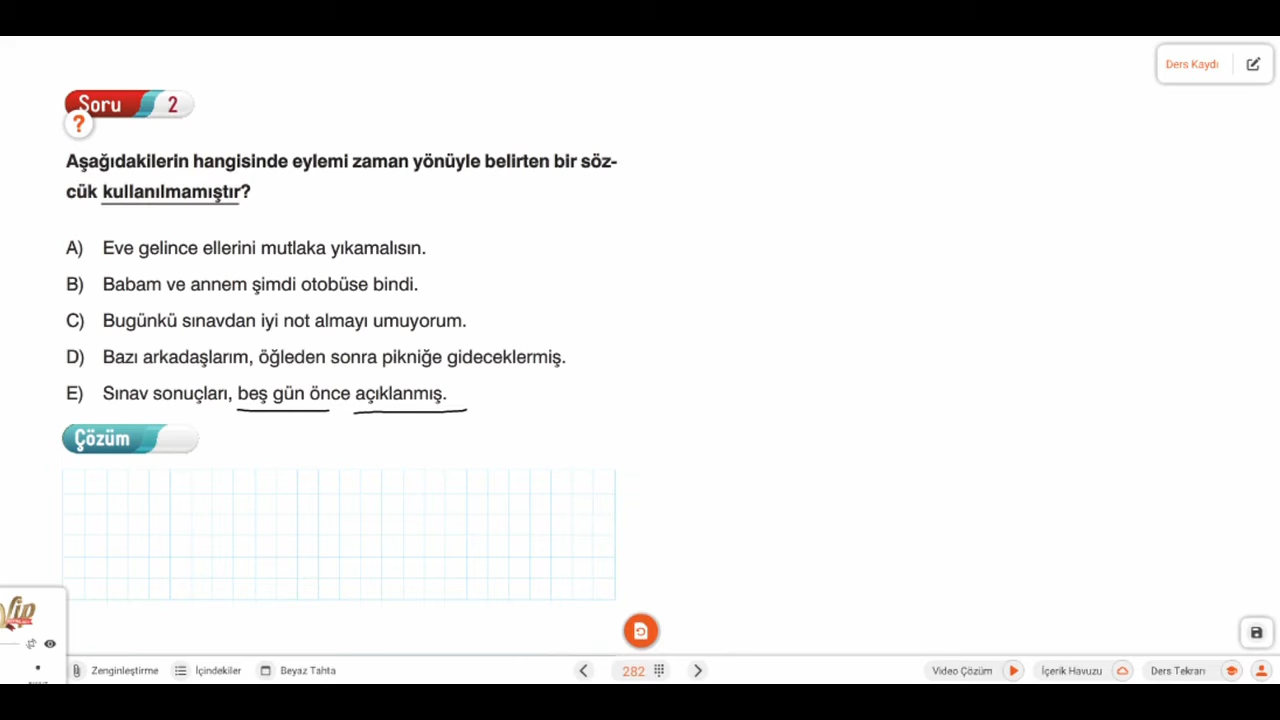 Ders Kaydı
Soru 2
?
Aşağıdakilerin hangisinde eylemi zaman yönüyle belirten bir söz-
cük kullanılmamıştır?
A) Eve gelince ellerini mutlaka yıkamalısın.
B) Babam ve annem şimdi otobüse bindi.
C) Bugünkü sınavdan iyi not almayı umuyorum.
D) Bazı arkadaşlarım, öğleden sonra pikniğe gideceklermiş.
E) Sınav sonuçları, beş gün önce açıklanmış.
Çözüm
Vip
Zenginleştirme İçindekiler Beyaz Tahta 282 Video Çözüm İçerik Havuzu Ders Tekrarı